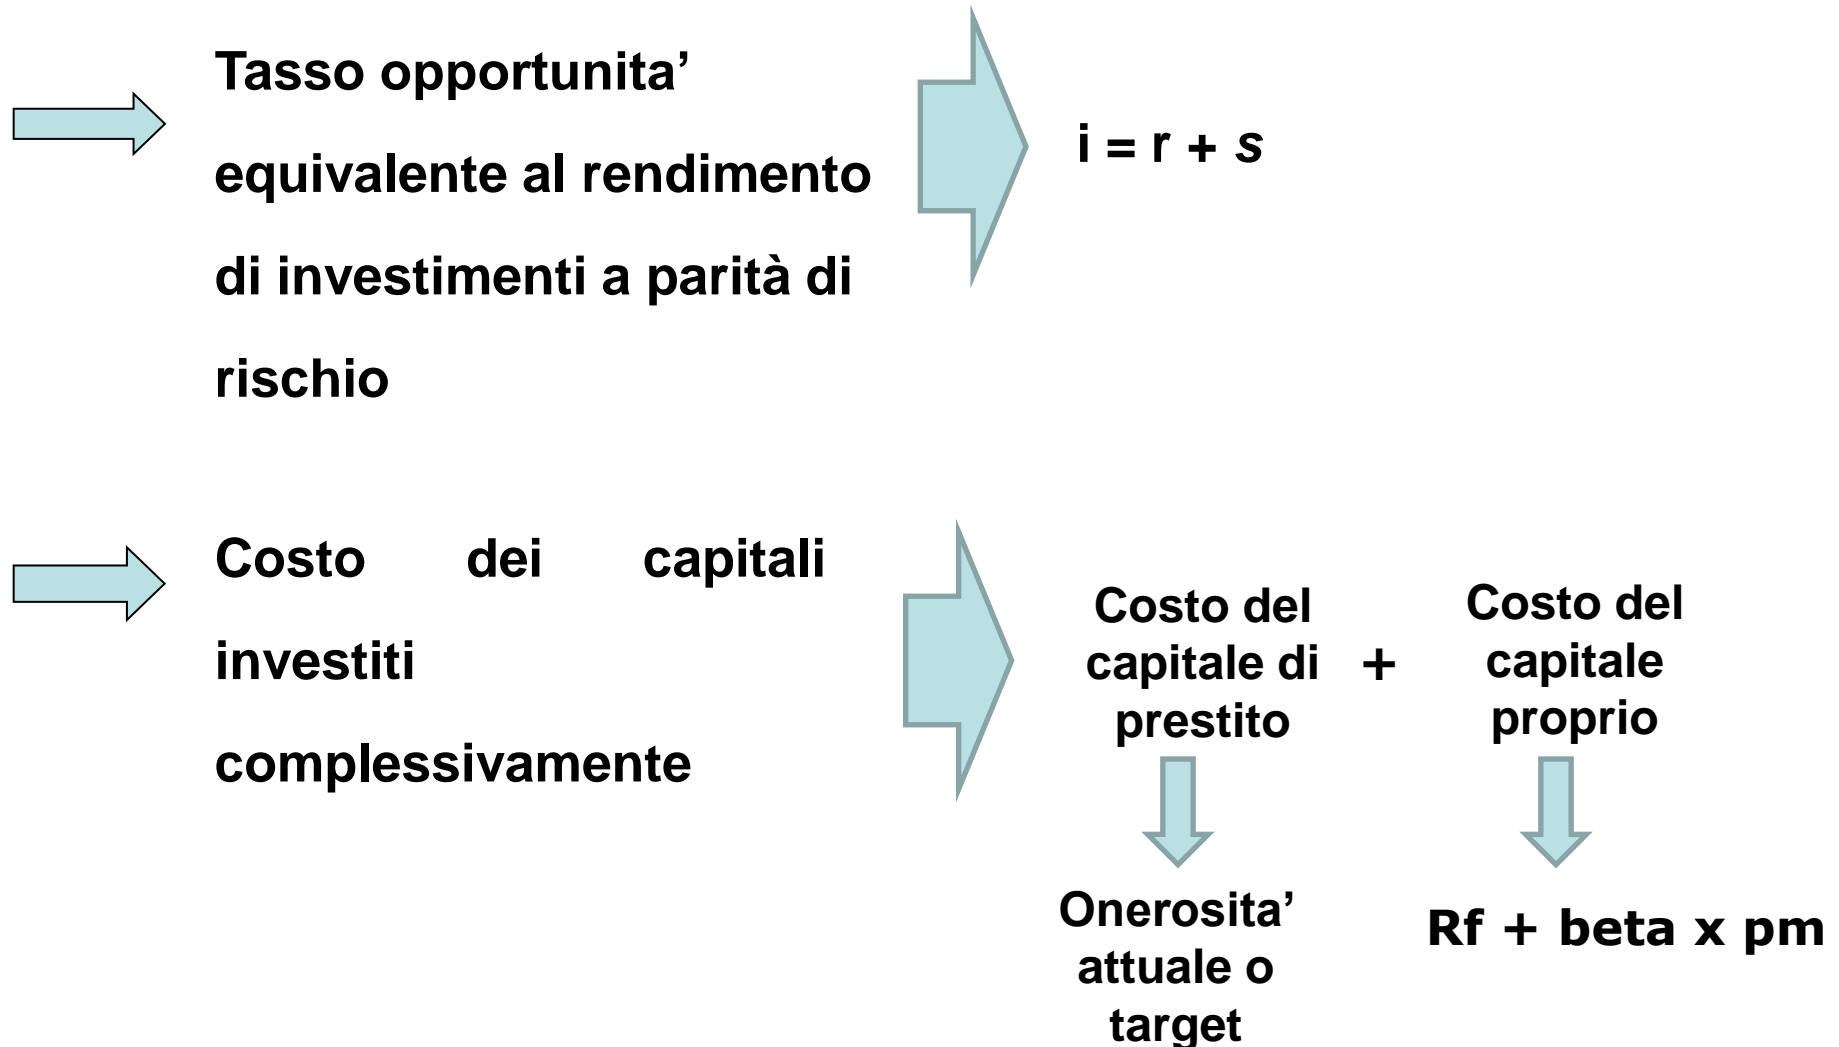 Tasso opportunita’
equivalente al rendimento
di investimenti a parità di
rischio
i = r + s
Costo dei capitali
investiti
complessivamente
Costo del
capitale di
prestito
+
Costo del
capitale
proprio
Onerosita’
attuale o
target
Rf + beta x pm